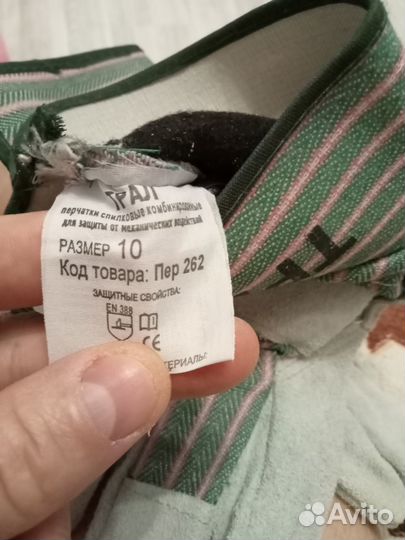 ТРАЛ
перчатки спилковые комбинированные
для защиты от механических воздействий
РАЗМЕР 10
Код товара: Пер 262
ЗАЩИТНЫЕ СВОЙСТВА:
EN 388
CE
Avito